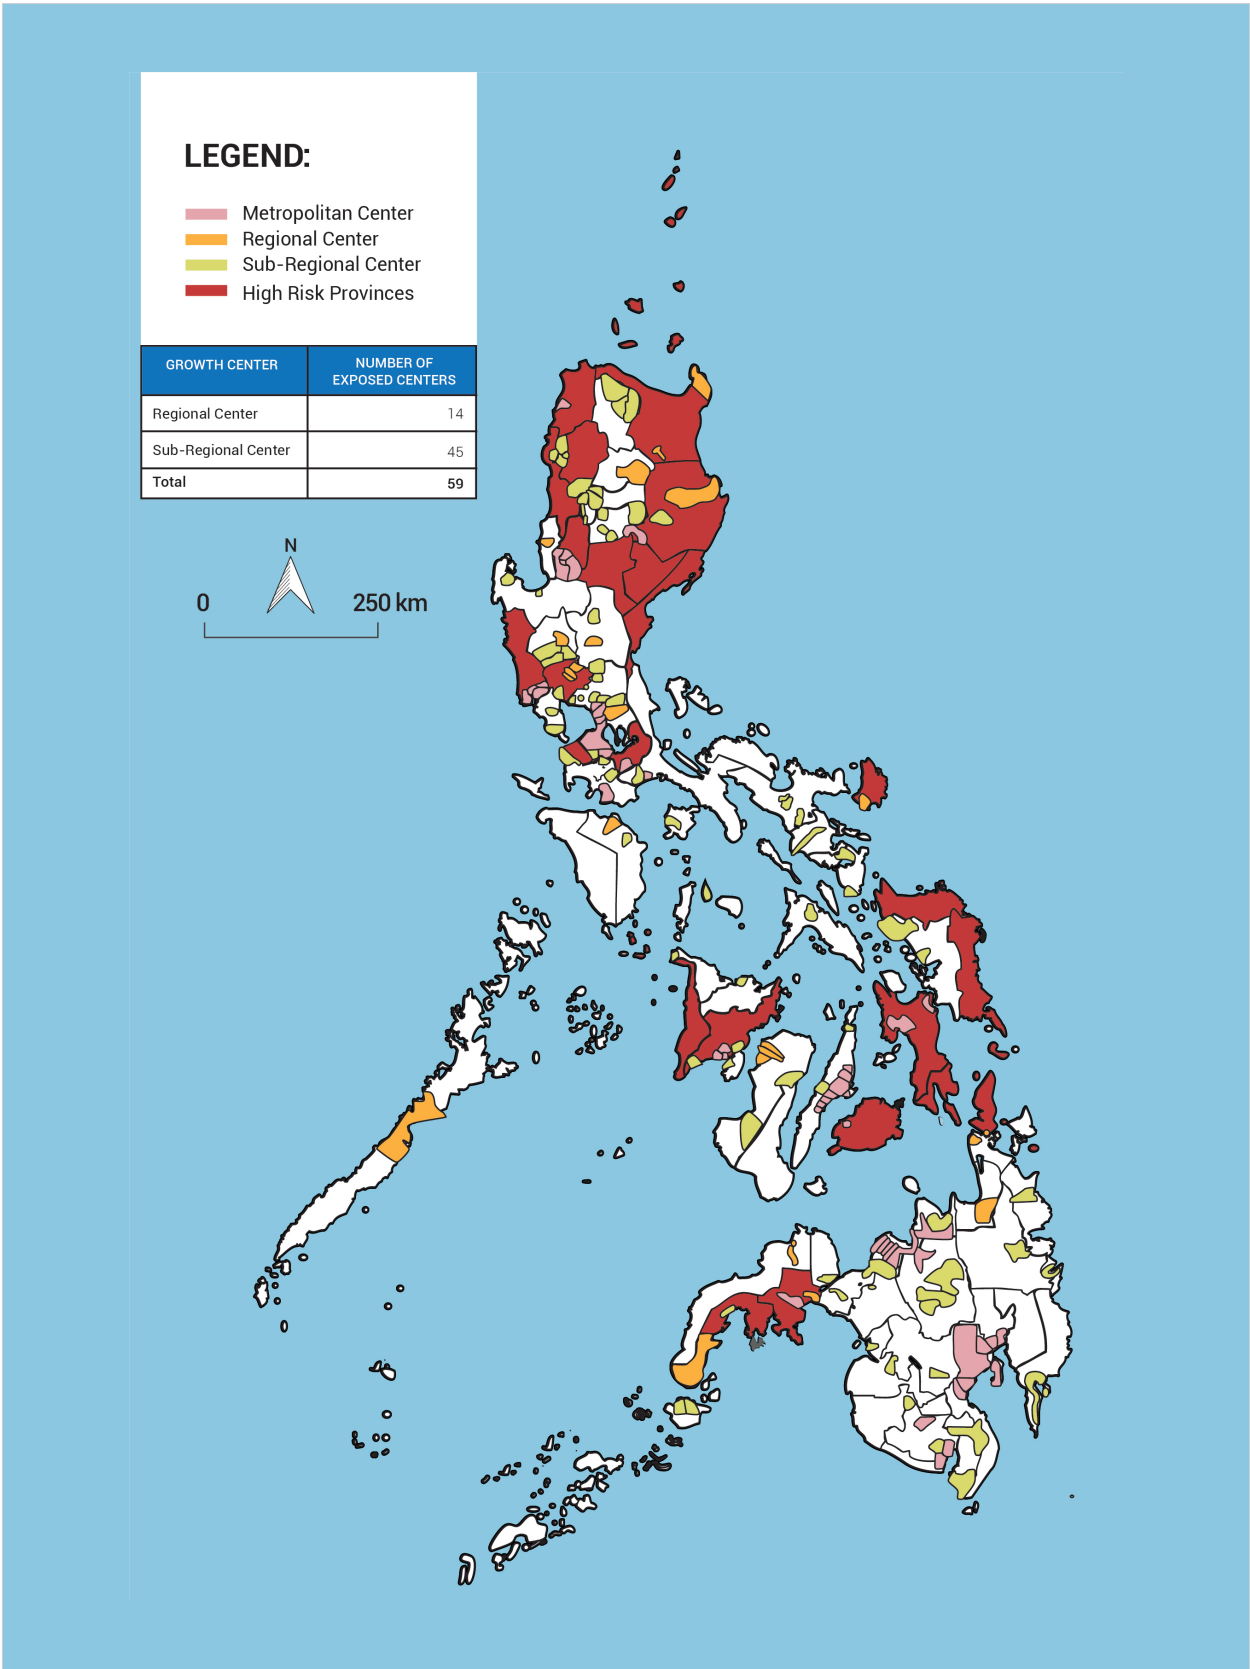 LEGEND:
Metropolitan Center
Regional Center
Sub-Regional Center
High Risk Provinces
GROWTH CENTER
NUMBER OF
EXPOSED CENTERS
Regional Center 14
Sub-Regional Center 45
Total 59
N
0 250 km